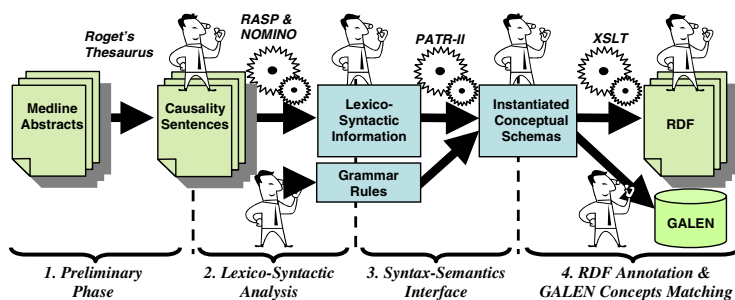 Roget's
Thesaurus
RASP &
NOMINO
PATR-II
XSLT
Medline
Abstracts
Causality
Sentences
Lexico-
Syntactic
Information
Instantiated
Conceptual
Schemas
RDF
Grammar
Rules
GALEN
1. Preliminary
Phase
2. Lexico-Syntactic
Analysis
3. Syntax-Semantics
Interface
4. RDF Annotation &
GALEN Concepts Matching